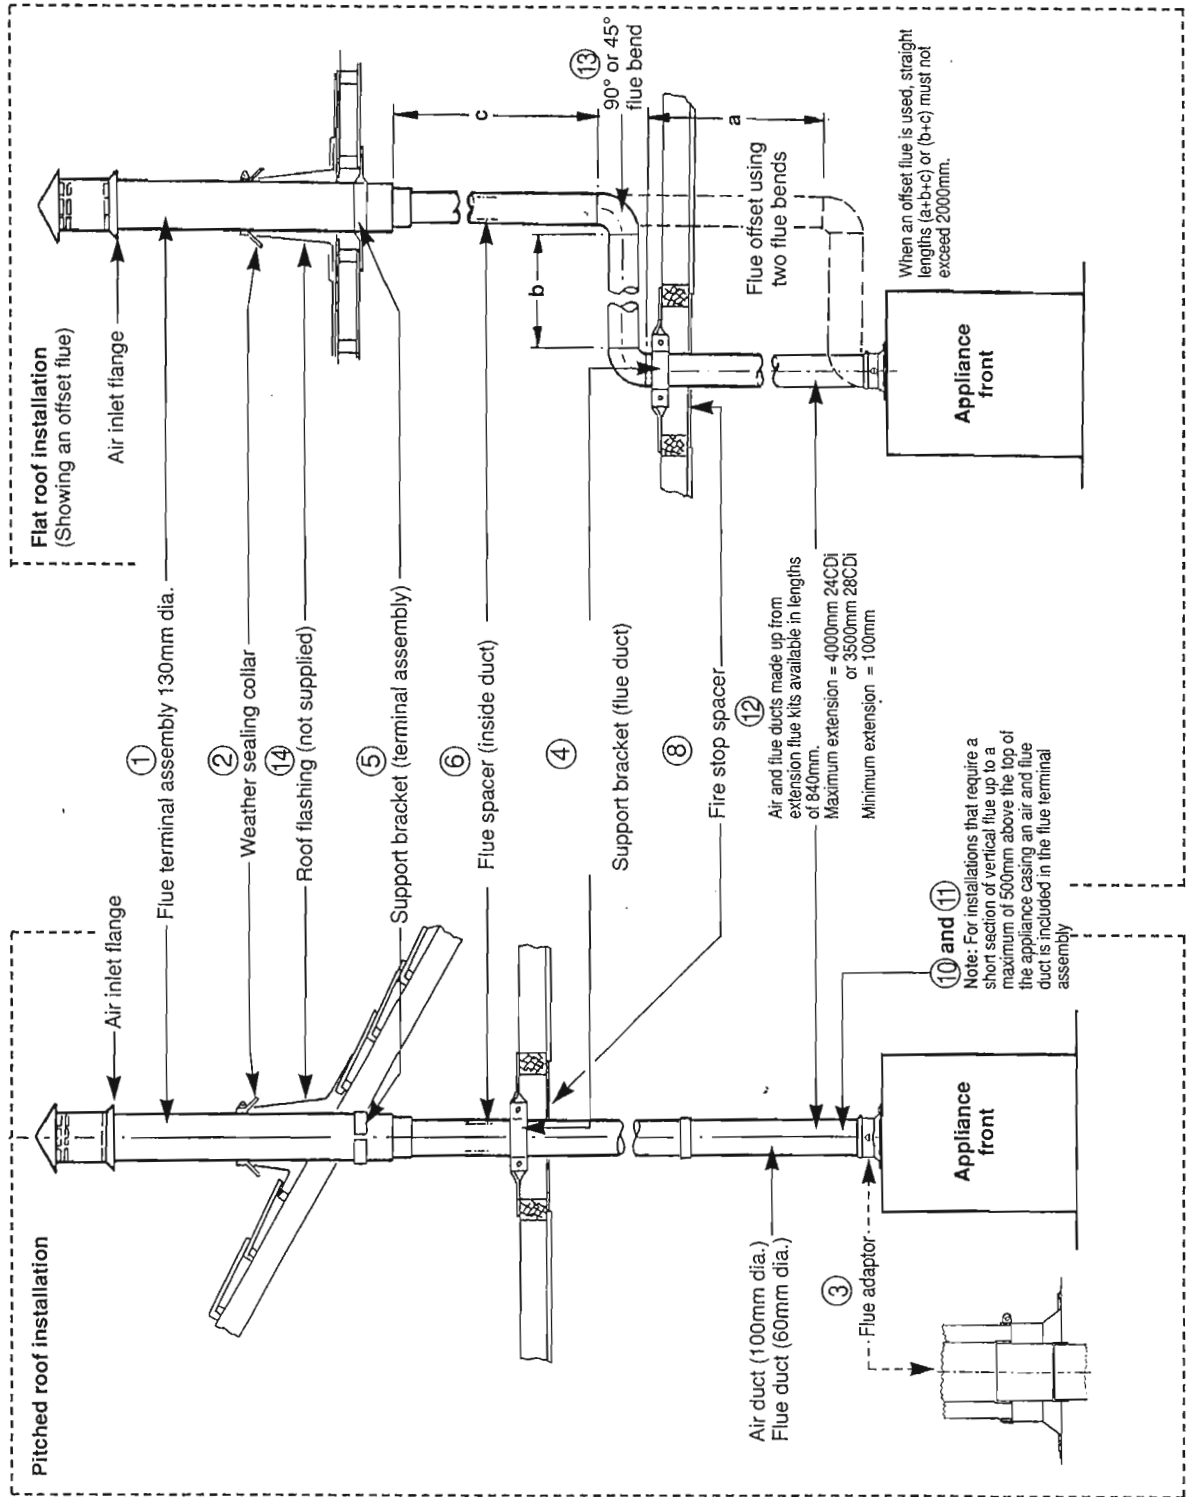 Pitched roof installation
Air inlet flange
Flat roof installation
(Showing an offset flue)
Air inlet flange
①
Flue terminal assembly 130mm dia.
②
Weather sealing collar
⑭
Roof flashing (not supplied)
⑤
Support bracket (terminal assembly)
⑥
Flue spacer (inside duct)
④
Support bracket (flue duct)
⑧
Fire stop spacer
⑫
Air and flue ducts made up from
extension flue kits available in lengths
of 840mm.
Maximum extension = 4000mm 24CDi
or 3500mm 28CDi
Minimum extension = 100mm
⑩ and ⑪
Note: For installations that require a
short section of vertical flue up to a
maximum of 500mm above the top of
the appliance casing an air and flue
duct is included in the flue terminal
assembly
Air duct (100mm dia.)
Flue duct (60mm dia.)
③
Flue adaptor
Appliance
front
c
⑬
90° or 45°
flue bend
b
a
Flue offset using
two flue bends
When an offset flue is used, straight
lengths (a+b+c) or (b+c) must not
exceed 2000mm.
Appliance
front